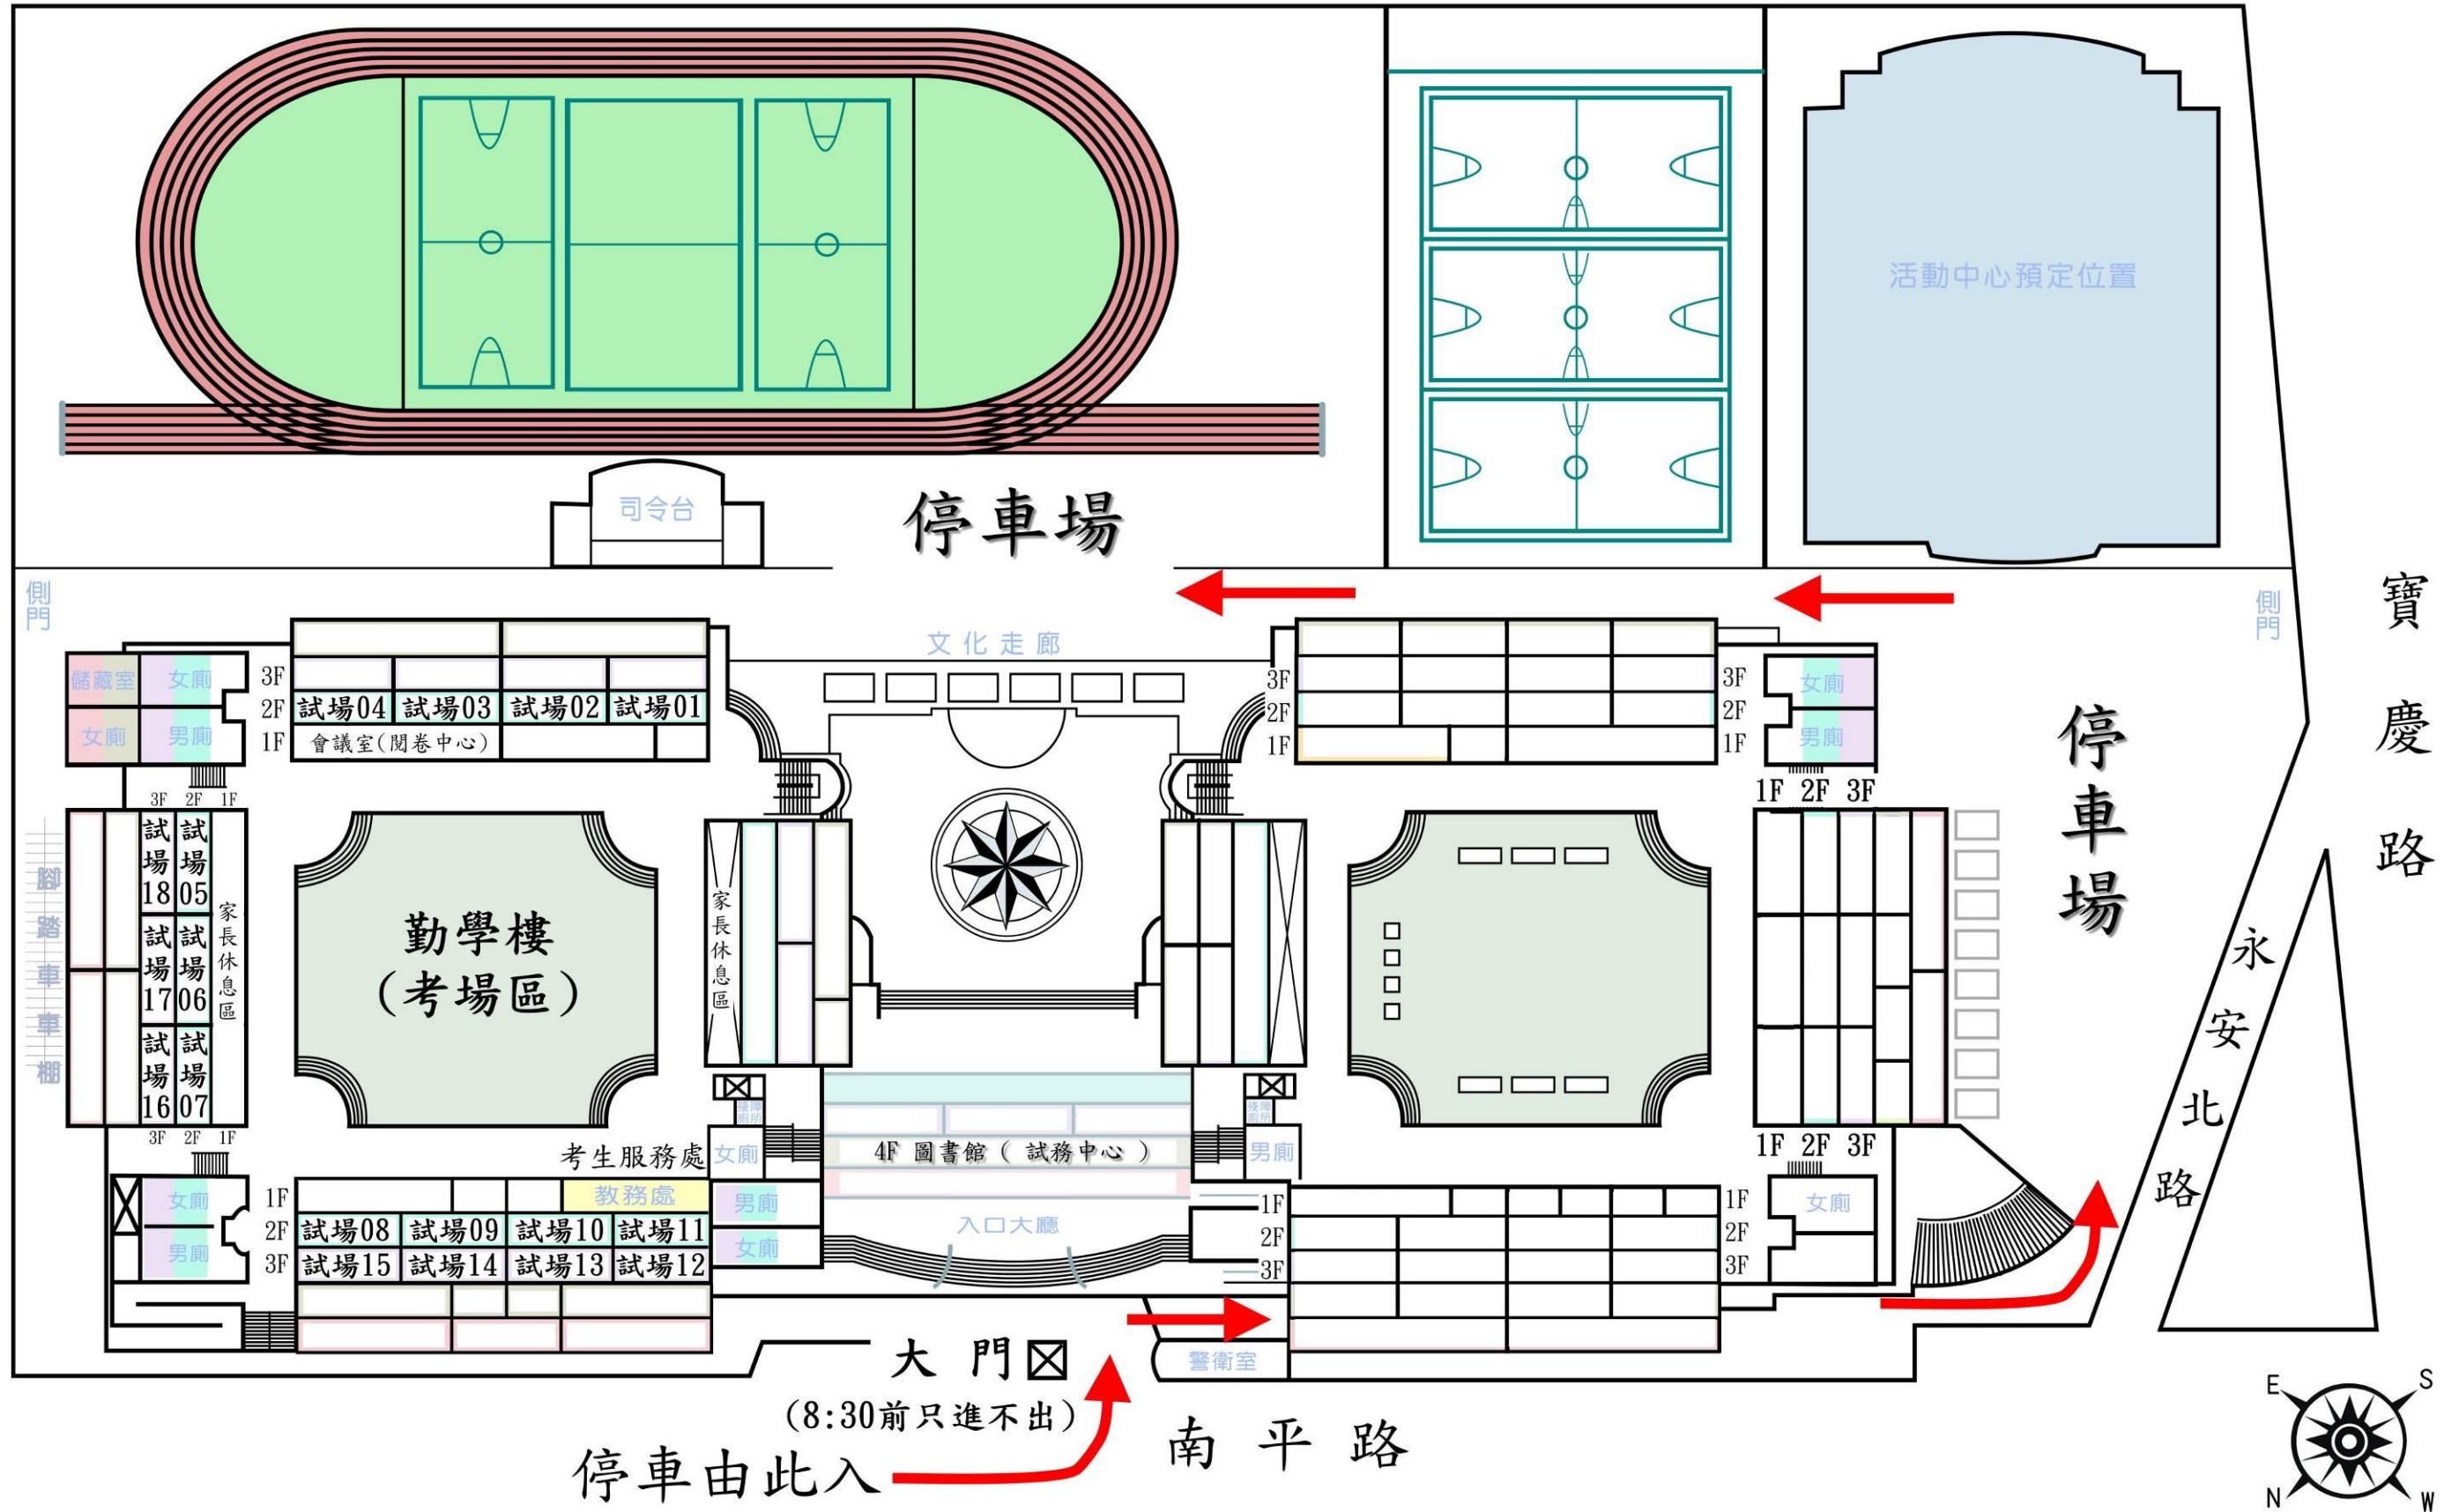 活動中心預定位置
司令台
停車場
側門
側門
寶慶路
文化走廊
儲藏室
女廁
女廁
男廁
3F
2F
1F
試場04
試場03
試場02
試場01
會議室(閱卷中心)
3F
2F
1F
3F
2F
1F
女廁
男廁
停車場
3F 2F 1F
1F 2F 3F
腳踏車車棚
試場18
試場05
試場17
試場06
試場16
試場07
家長休息區
勤學樓
(考場區)
家長休息區
永安北路
3F 2F 1F
1F 2F 3F
考生服務處
殘障廁所
女廁
4F 圖書館 ( 試務中心 )
殘障廁所
男廁
女廁
男廁
1F
2F
3F
教務處
試場08
試場09
試場10
試場11
試場15
試場14
試場13
試場12
男廁
女廁
入口大廳
1F
2F
3F
1F
2F
3F
女廁
大門
(8:30前只進不出)
警衛室
停車由此入
南平路
E
S
N
W